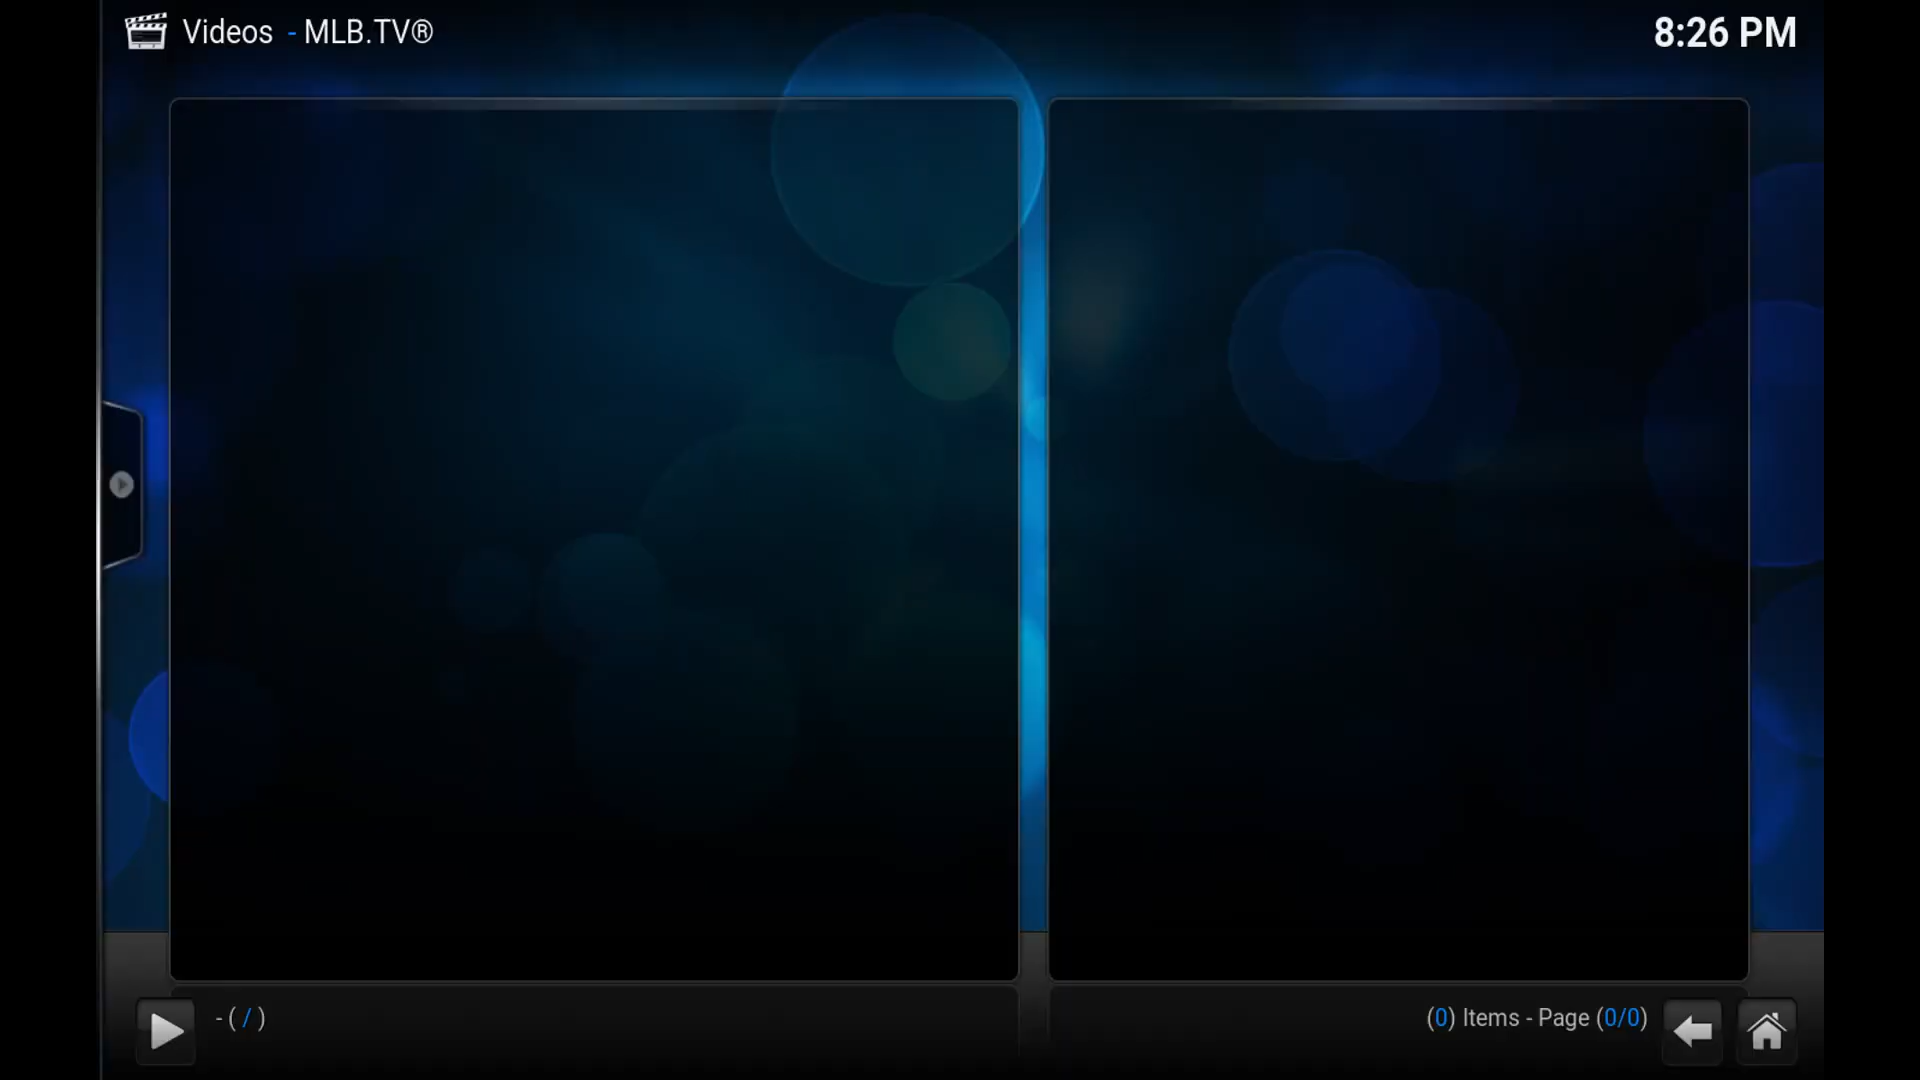 Videos - MLB.TV®
8:26 PM
- ( / )
(0) Items - Page (0/0)